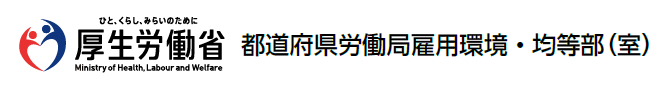 ひと、くらし、みらいのために
厚生労働省
Ministry of Health, Labour and Welfare
都道府県労働局雇用環境・均等部（室）